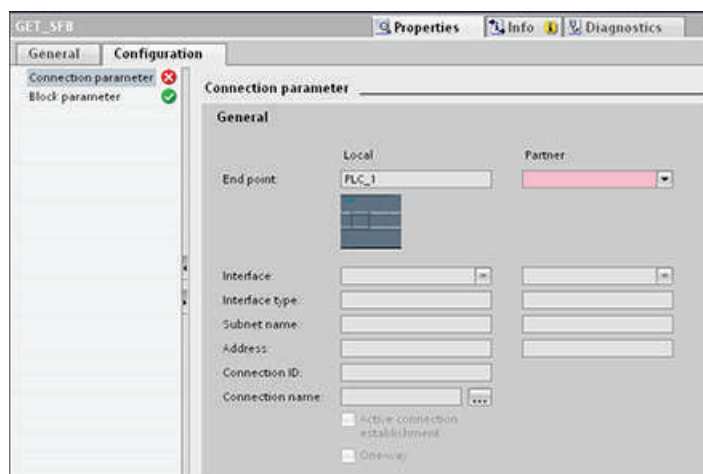 GET_SFB
Properties
Info
Diagnostics
General
Configuration
Connection parameter
Block parameter
Connection parameter
General
Local
Partner
End point:
PLC_1
Interface:
Interface type:
Subnet name:
Address:
Connection ID:
Connection name:
...
Active connection
establishment
One-way